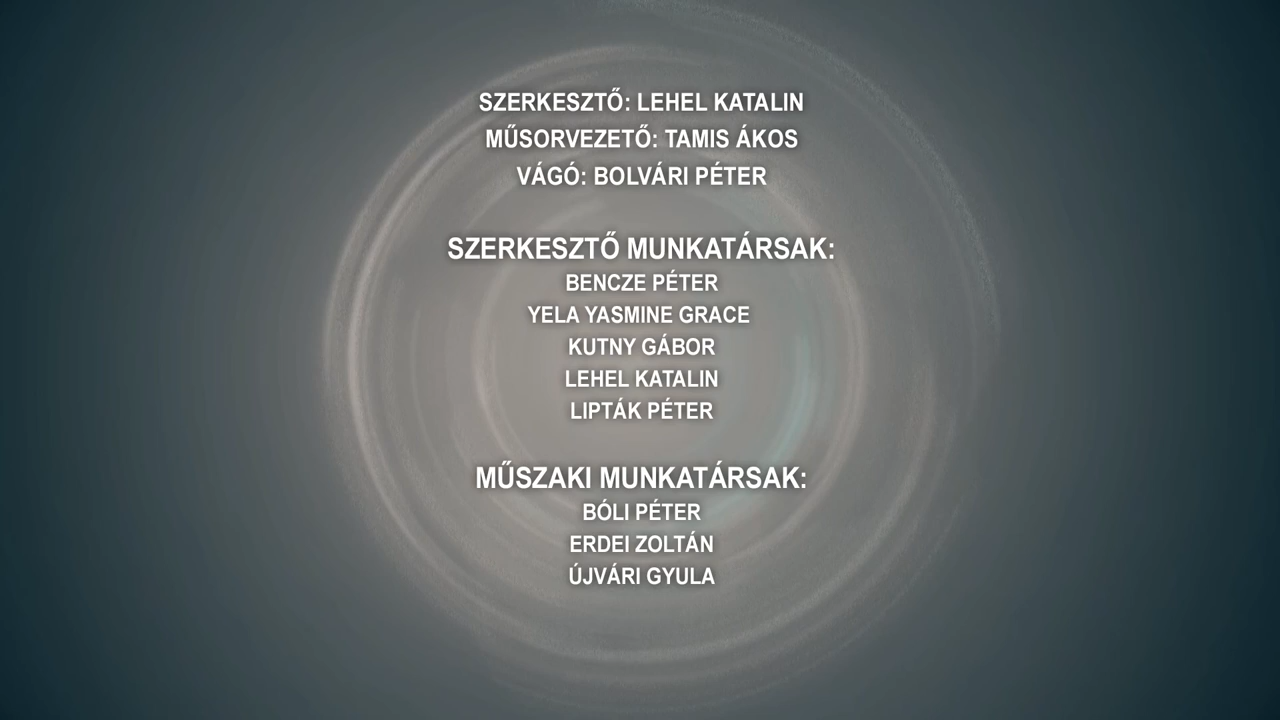 SZERKESZTŐ: LEHEL KATALIN
MŰSORVEZETŐ: TAMIS ÁKOS
VÁGÓ: BOLVÁRI PÉTER
SZERKESZTŐ MUNKATÁRSAK:
BENCZE PÉTER
YELA YASMINE GRACE
KUTNY GÁBOR
LEHEL KATALIN
LIPTÁK PÉTER
MŰSZAKI MUNKATÁRSAK:
BÓLI PÉTER
ERDEI ZOLTÁN
ÚJVÁRI GYULA